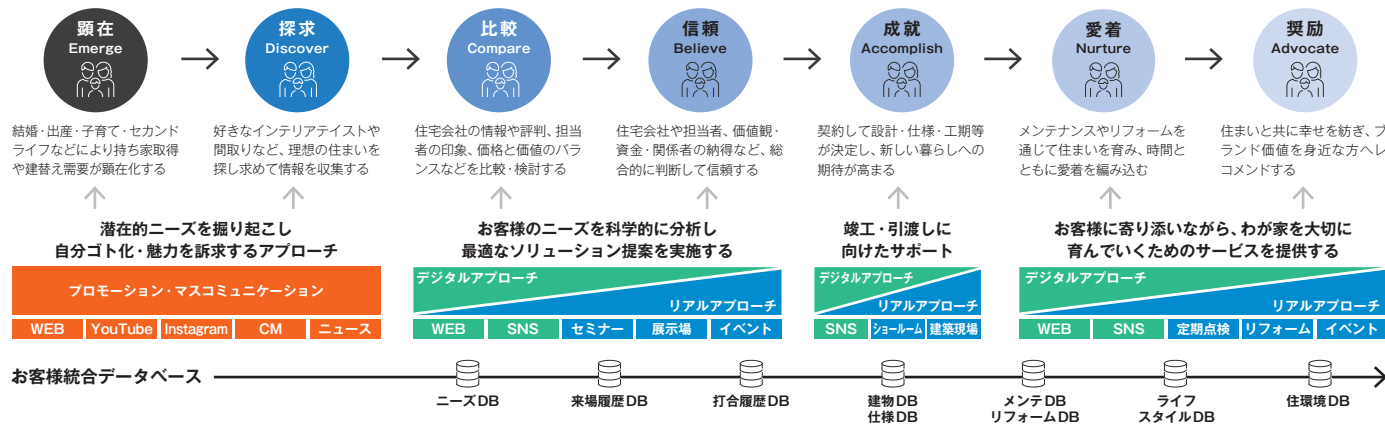 顕在
Emerge
探求
Discover
比較
Compare
信頼
Believe
成就
Accomplish
愛着
Nurture
奨励
Advocate
結婚・出産・子育て・セカンド
ライフなどにより持ち家取得
や建替え需要が顕在化する
好きなインテリアテイストや
間取りなど、理想の住まいを
探し求めて情報を収集する
住宅会社の情報や評判、担当
者の印象、価格と価値のバラ
ンスなどを比較・検討する
住宅会社や担当者、価値観・
資金・関係者の納得など、総
合的に判断して信頼する
契約して設計・仕様・工期等
が決定し、新しい暮らしへの
期待が高まる
メンテナンスやリフォームを
通じて住まいを育み、時間と
ともに愛着を編み込む
住まいと共に幸せを紡ぎ、ブ
ランド価値を身近な方へレ
コメンドする
潜在的ニーズを掘り起こし
自分ゴト化・魅力を訴求するアプローチ
お客様のニーズを科学的に分析し
最適なソリューション提案を実施する
竣工・引渡しに
向けたサポート
お客様に寄り添いながら、わが家を大切に
育んでいくためのサービスを提供する
プロモーション・マスコミュニケーション
WEB
YouTube
Instagram
CM
ニュース
デジタルアプローチ
リアルアプローチ
WEB
SNS
セミナー
展示場
イベント
デジタルアプローチ
リアルアプローチ
SNS
ショールーム
建築現場
デジタルアプローチ
リアルアプローチ
WEB
SNS
定期点検
リフォーム
イベント
お客様統合データベース
ニーズDB
来場履歴DB
打合履歴DB
建物DB
仕様DB
メンテ
リフォームDB
ライフ
スタイルDB
住環境DB